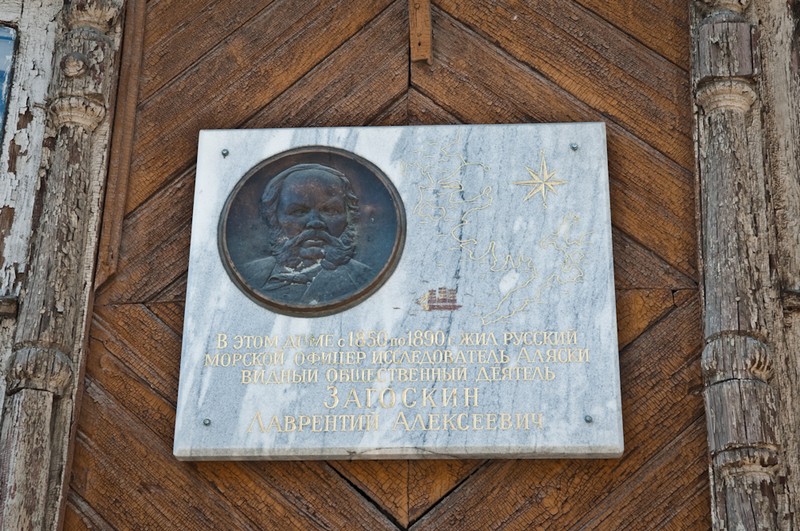 В этом доме с 1850 по 1890 г жил русский
морской офицер исследователь Аляски
видный общественный деятель
Загоскин
Лаврентий Алексеевич